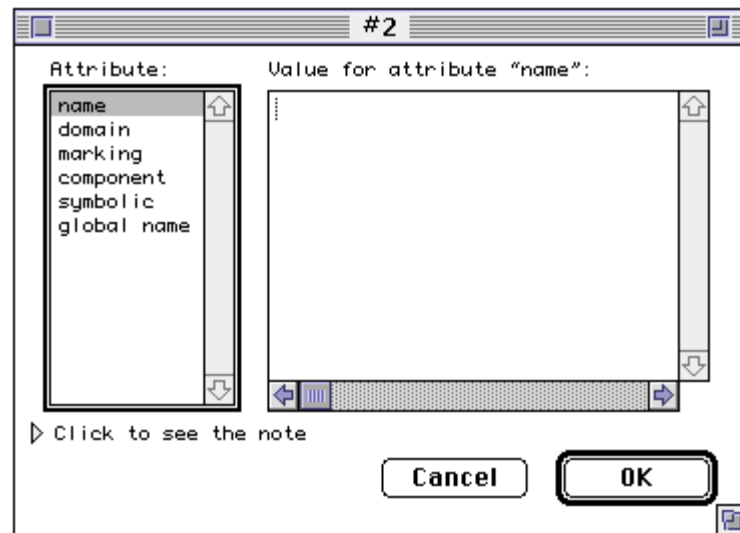 #2
Attribute:
name
domain
marking
component
symbolic
global name
Value for attribute “name”:
Click to see the note
Cancel
OK